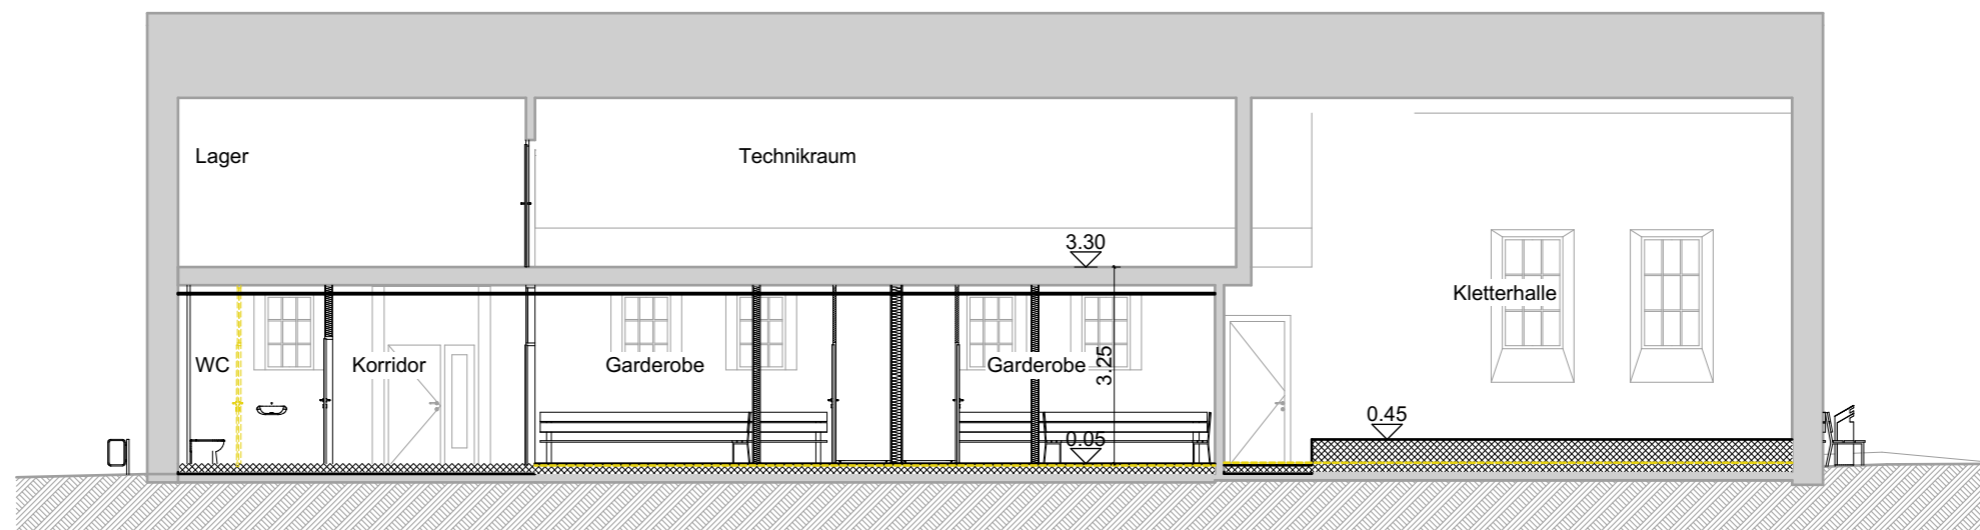 Lager
Technikraum
3.30
Kletterhalle
WC
Korridor
Garderobe
Garderobe
3.25
0.45
0.05